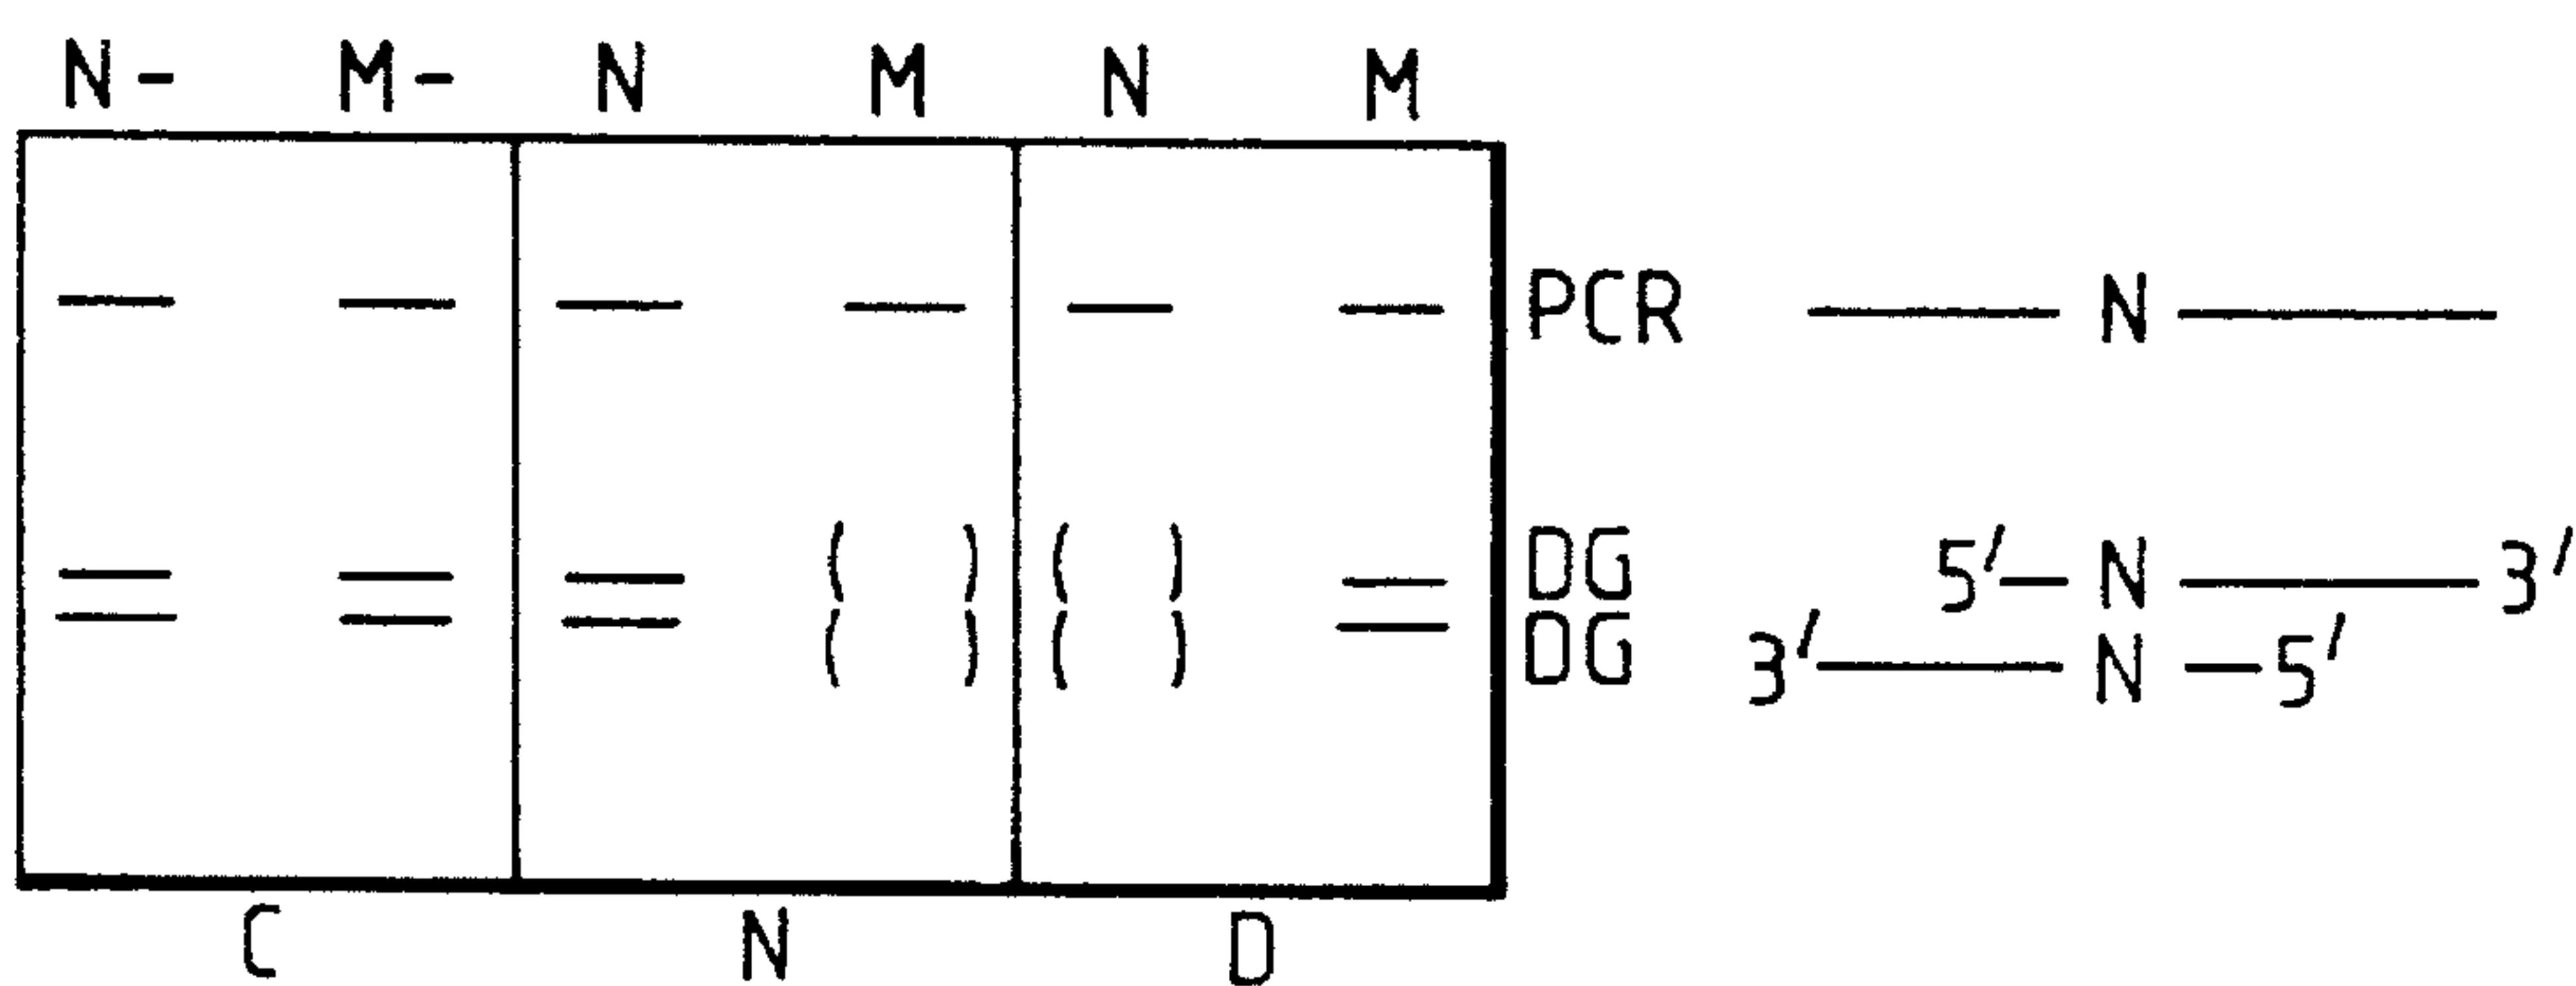 N- M- N M N M
PCR N
( ) ( ) DG 5' N 3'
( ) ( ) DG 3' N 5'
C N D